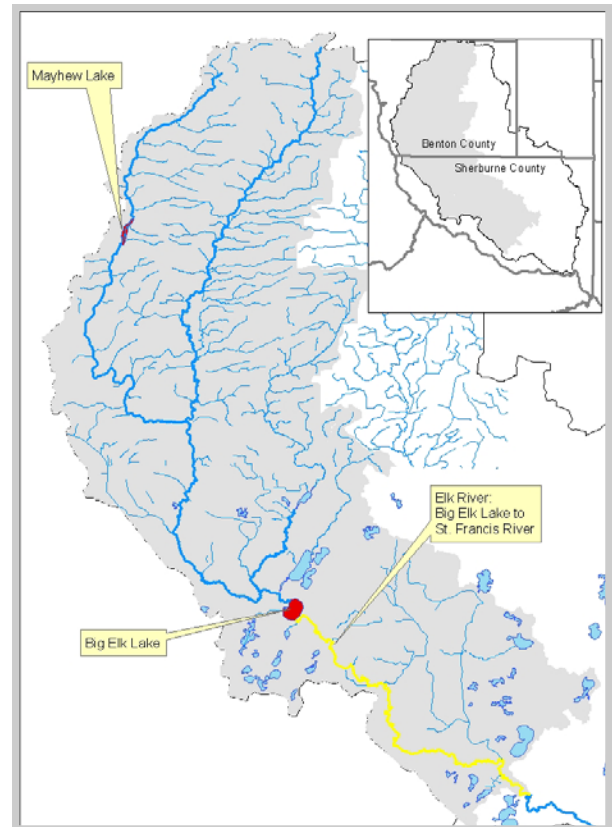 Mayhew Lake
Benton County
Sherburne County
Elk River:
Big Elk Lake to
St. Francis River
Big Elk Lake